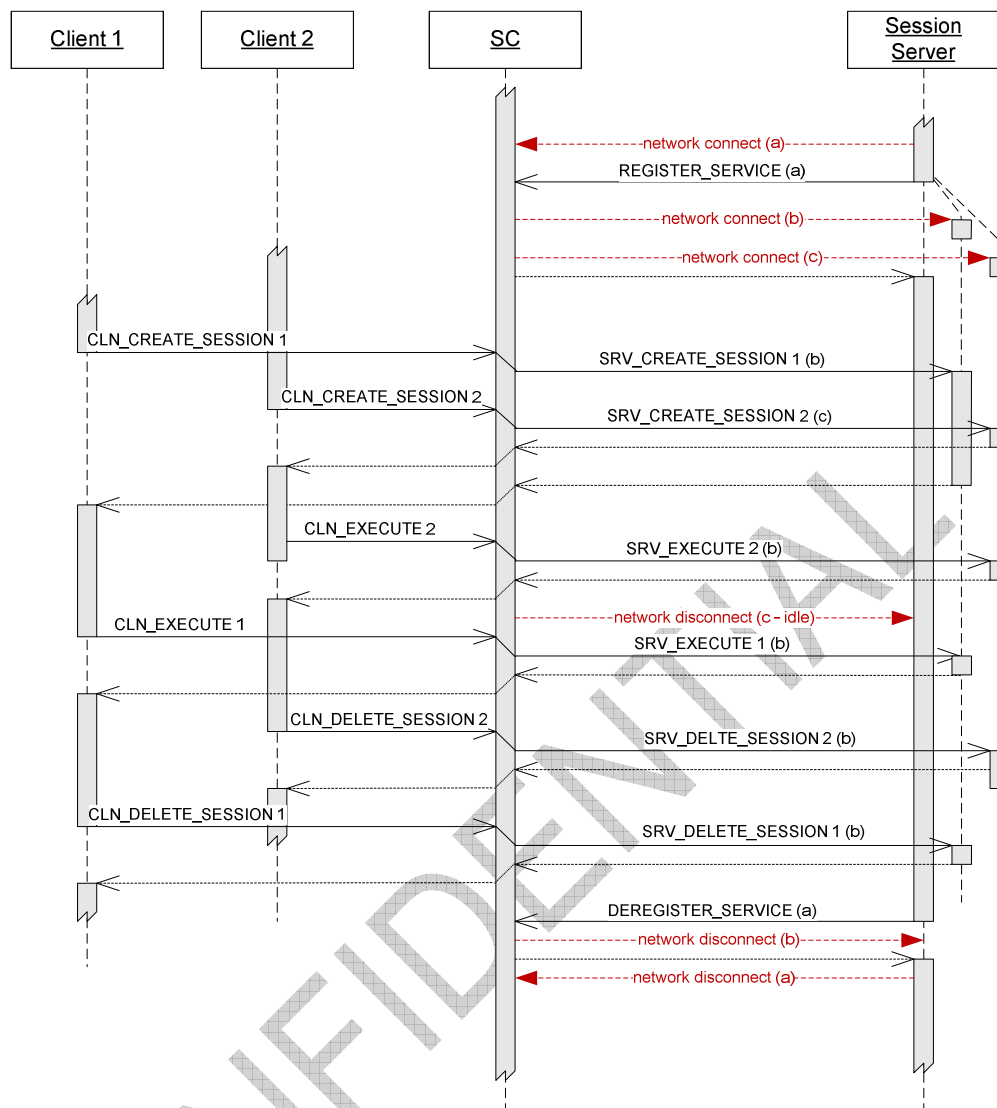 Client 1
Client 2
SC
Session
Server
network connect (a)
REGISTER_SERVICE (a)
network connect (b)
network connect (c)
CLN_CREATE_SESSION 1
SRV_CREATE_SESSION 1 (b)
CLN_CREATE_SESSION 2
SRV_CREATE_SESSION 2 (c)
CLN_EXECUTE 2
SRV_EXECUTE 2 (b)
network disconnect (c – idle)
CLN_EXECUTE 1
SRV_EXECUTE 1 (b)
CLN_DELETE_SESSION 2
SRV_DELTE_SESSION 2 (b)
CLN_DELETE_SESSION 1
SRV_DELETE_SESSION 1 (b)
DEREGISTER_SERVICE (a)
network disconnect (b)
network disconnect (a)
NFIDENTIAL